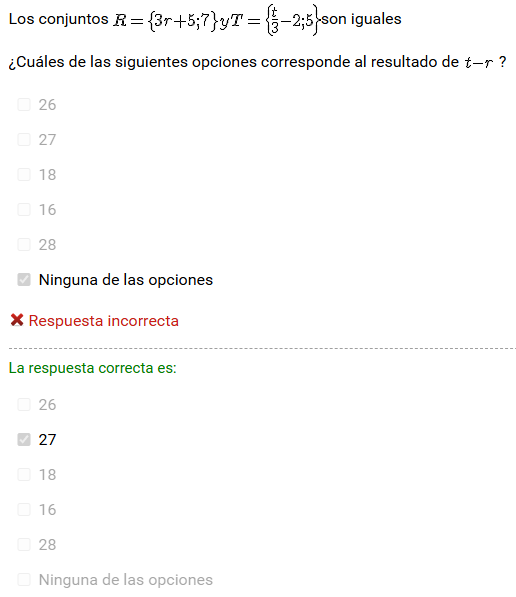 Los conjuntos R = {3r+5;7} y T = {t/3−2;5} son iguales
¿Cuáles de las siguientes opciones corresponde al resultado de t−r ?
26
27
18
16
28
Ninguna de las opciones
Respuesta incorrecta
La respuesta correcta es:
26
27
18
16
28
Ninguna de las opciones